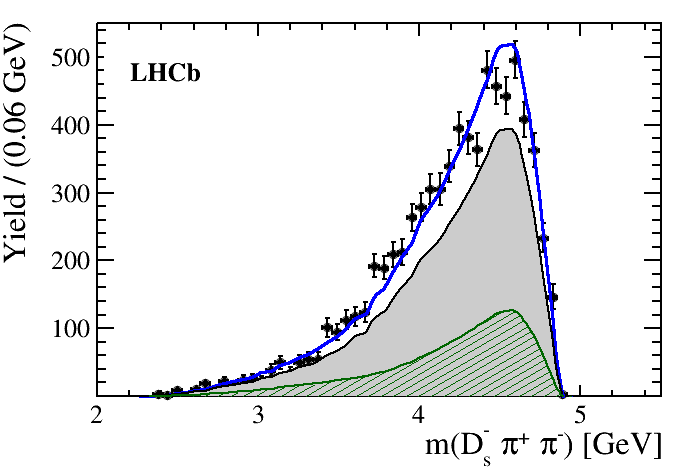 Yield / (0.06 GeV)
LHCb
500
400
300
200
100
2 3 4 5
m(D_s^- π^+ π^-) [GeV]